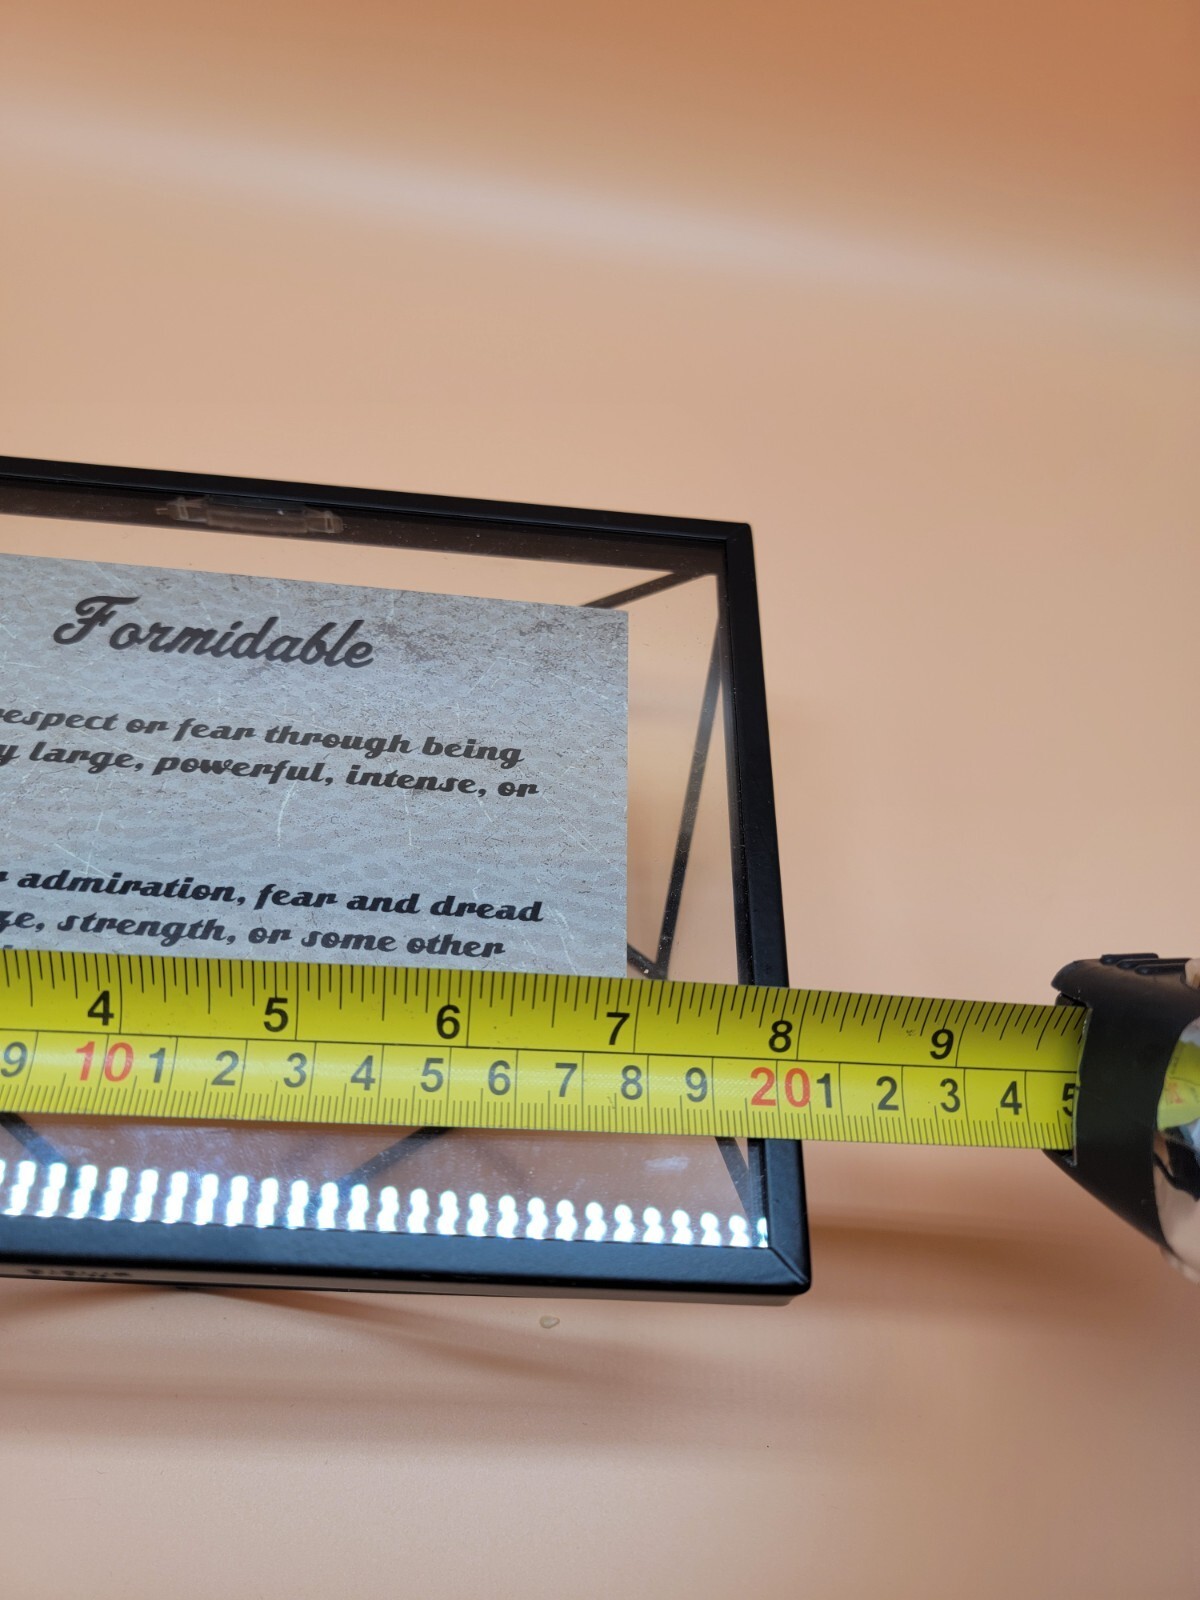 Formidable
respect or fear through being
large, powerful, intense, or
admiration, fear and dread
strength, or some other
4 5 6 7 8 9
9 10 1 2 3 4 5 6 7 8 9 20 1 2 3 4 5